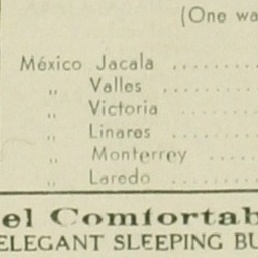 (One wa
México Jacala ........
,, Valles ........
,, Victoria ........
,, Linares ........
,, Monterrey .....
,, Laredo ........
el Comfortab
ELEGANT SLEEPING BU